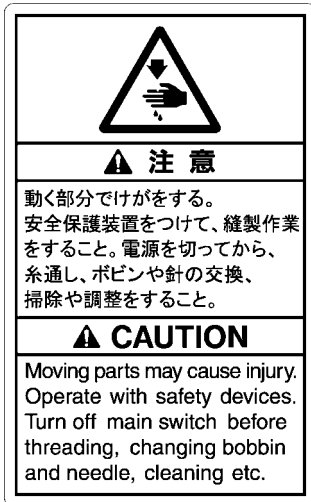 ⚠ 注 意
動く部分でけがをする。
安全保護装置をつけて、縫製作業
をすること。電源を切ってから、
糸通し、ボビンや針の交換、
掃除や調整をすること。
⚠ CAUTION
Moving parts may cause injury.
Operate with safety devices.
Turn off main switch before
threading, changing bobbin
and needle, cleaning etc.